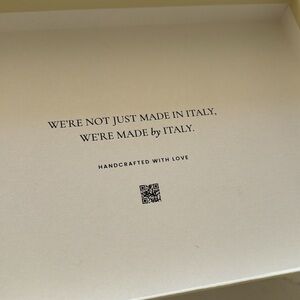 WE'RE NOT JUST MADE IN ITALY,
WE'RE MADE by ITALY.
HANDCRAFTED WITH LOVE